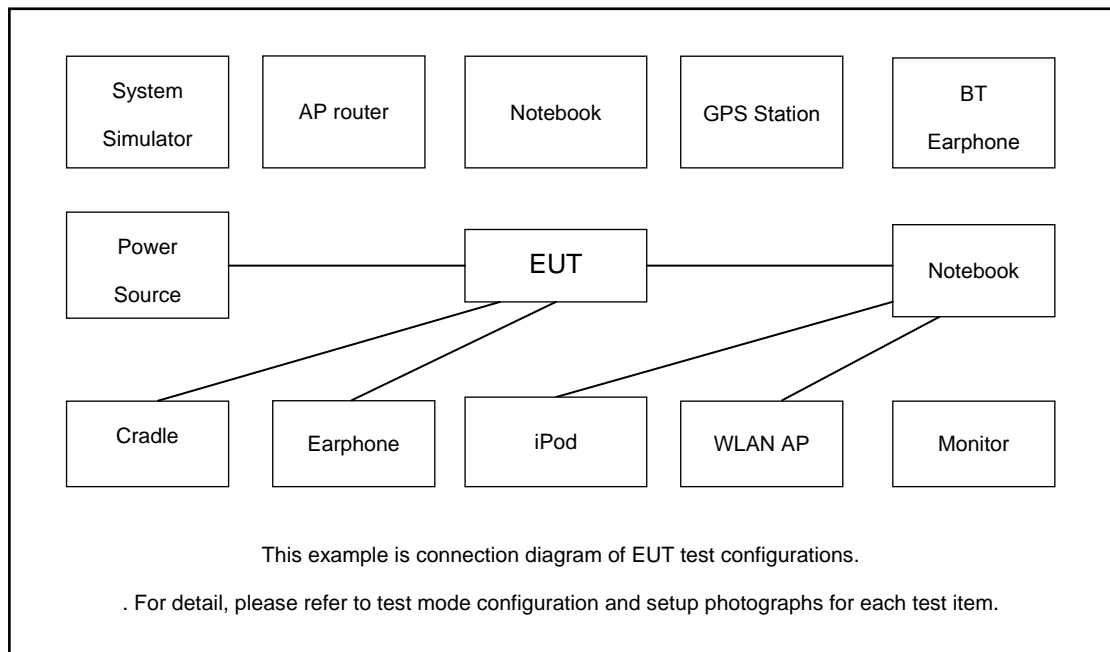 System
Simulator
AP router
Notebook
GPS Station
BT
Earphone
Power
Source
EUT
Notebook
Cradle
Earphone
iPod
WLAN AP
Monitor
This example is connection diagram of EUT test configurations.
. For detail, please refer to test mode configuration and setup photographs for each test item.